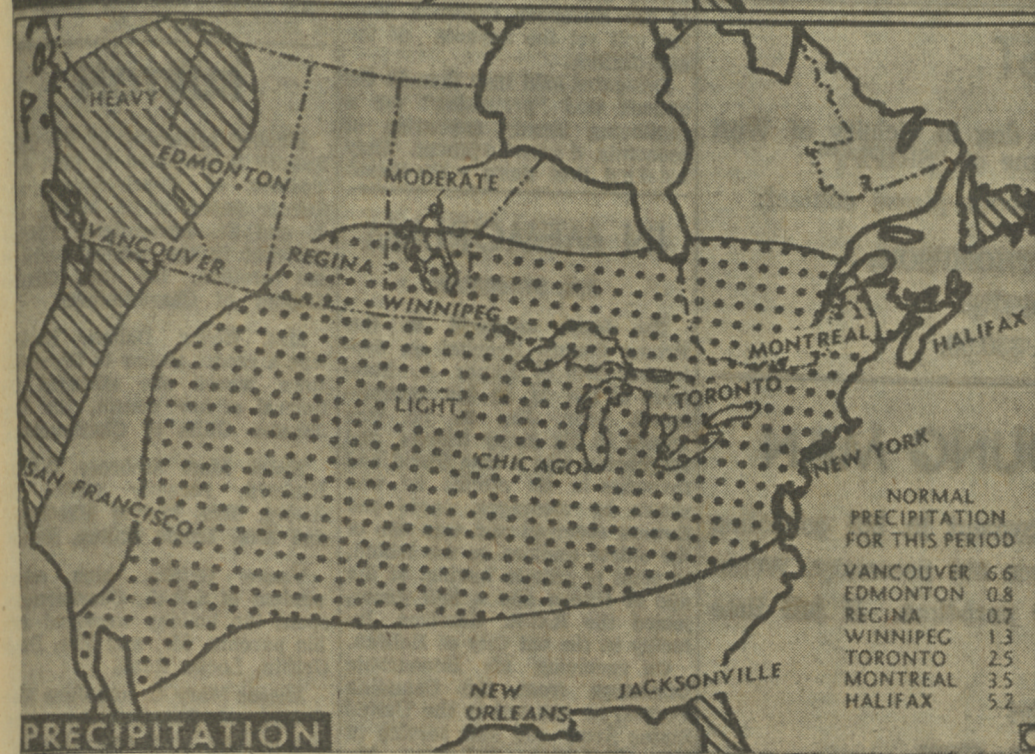 HEAVY
EDMONTON
MODERATE
VANCOUVER
REGINA
WINNIPEG
MONTREAL
HALIFAX
TORONTO
LIGHT
CHICAGO
NEW YORK
SAN FRANCISCO
NORMAL
PRECIPITATION
FOR THIS PERIOD
VANCOUVER 6.6
EDMONTON 0.8
REGINA 0.7
WINNIPEG 1.3
TORONTO 2.5
MONTREAL 3.5
HALIFAX 5.2
JACKSONVILLE
NEW
ORLEANS
PRECIPITATION